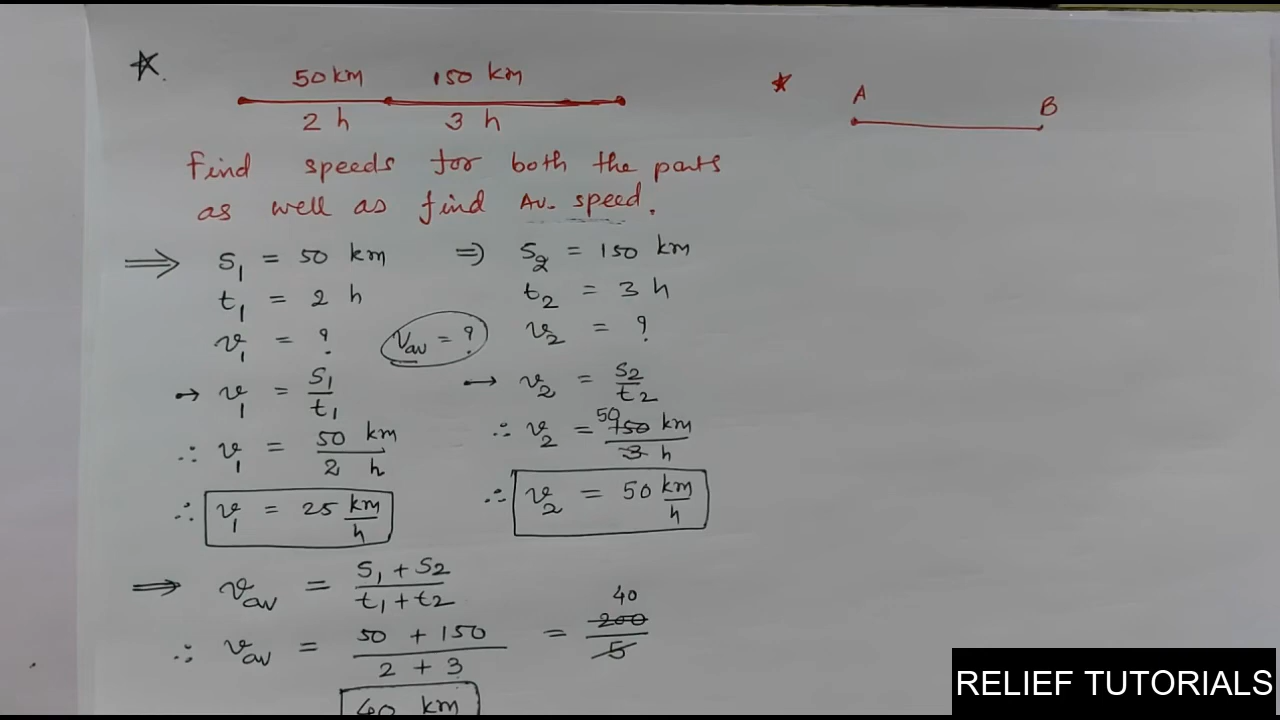 50 km 150 km
2 h 3 h
find speeds for both the parts
as well as find Av. speed.
⇒ S₁ = 50 km
t₁ = 2 h
v₁ = ?
→ v₁ = S₁/t₁
∴ v₁ = 50 km / 2 h
∴ v₁ = 25 km/h
Vav = ?
⇒ S₂ = 150 km
t₂ = 3 h
v₂ = ?
→ v₂ = S₂/t₂
∴ v₂ = 50 150 km / 3 h
∴ v₂ = 50 km/h
⇒ vav = S₁ + S₂ / t₁ + t₂
∴ vav = 50 + 150 / 2 + 3 = 40 200 / 5
40 km
A B
RELIEF TUTORIALS